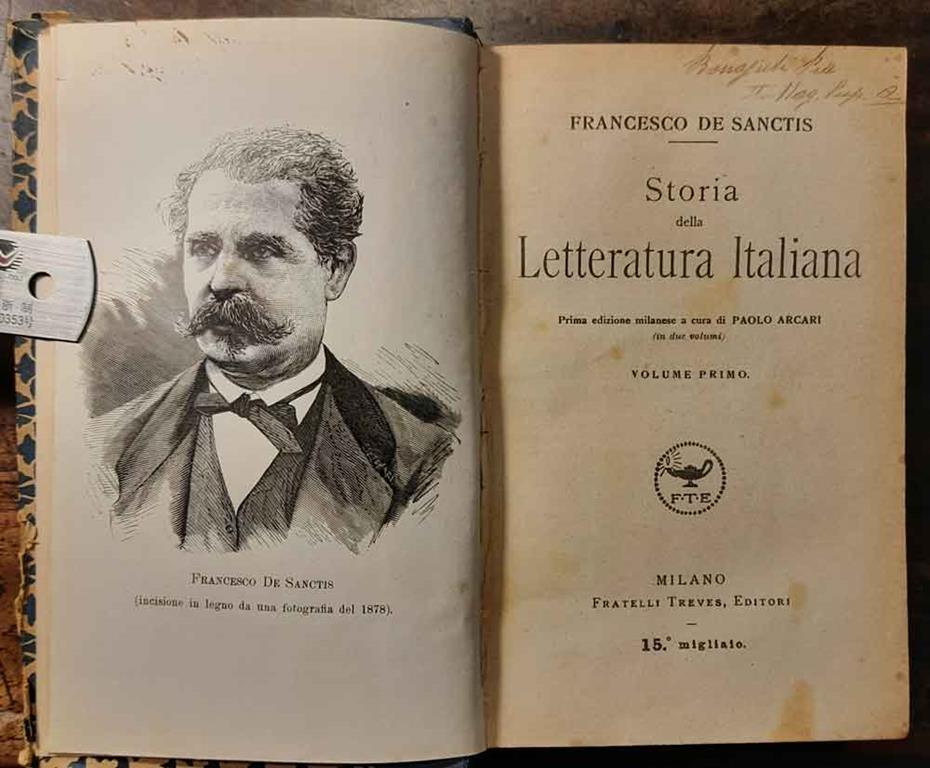 FRANCESCO DE SANCTIS
(incisione in legno da una fotografia del 1878).
FRANCESCO DE SANCTIS
Storia
della
Letteratura Italiana
Prima edizione milanese a cura di PAOLO ARCARI
(in due volumi)
VOLUME PRIMO.
F·T·E
MILANO
FRATELLI TREVES, EDITORI
15.° migliaio.